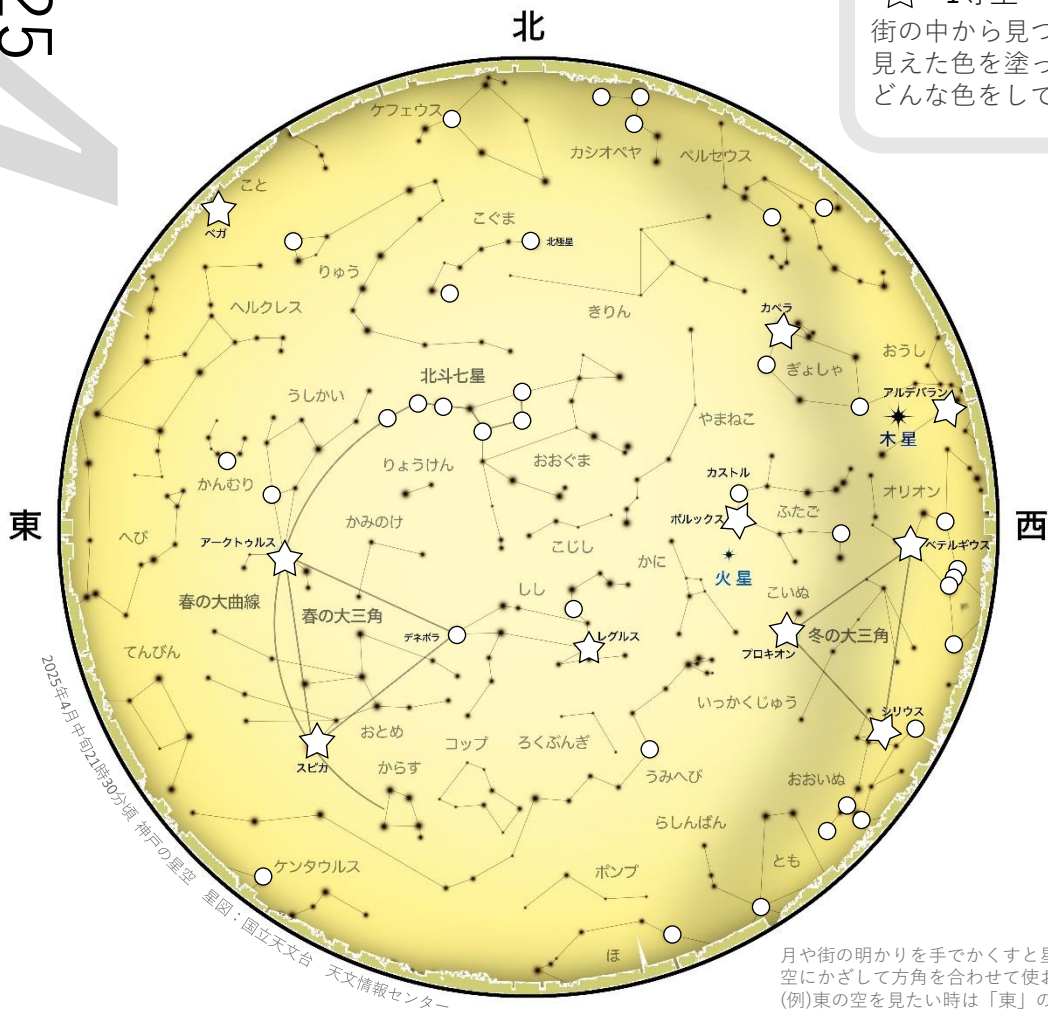 25
4
北
☆ 1等星
街の中から見つ
見えた色を塗っ
どんな色をして
ケフェウス
カシオペヤ
ペルセウス
こと
ベガ
こぐま
北極星
りゅう
ヘルクレス
きりん
カペラ
ぎょしゃ
おうし
アルデバラン
木星
北斗七星
うしかい
やまねこ
りょうけん
おおぐま
カストル
かんむり
オリオン
ポルックス
ふたご
東
西
かみのけ
へび
アークトゥルス
こじし
かに
ベテルギウス
火星
しし
こいぬ
春の大曲線
春の大三角
デネボラ
レグルス
冬の大三角
プロキオン
てんびん
いっかくじゅう
シリウス
おとめ
コップ
ろくぶんぎ
スピカ
からす
うみへび
おおいぬ
らしんばん
とも
ケンタウルス
ポンプ
ほ
2025年4月中旬21時30分頃 神戸の星空 星図:国立天文台 天文情報センター
月や街の明かりを手でかくすと星
空にかざして方角を合わせて使お
(例)東の空を見たい時は「東」の